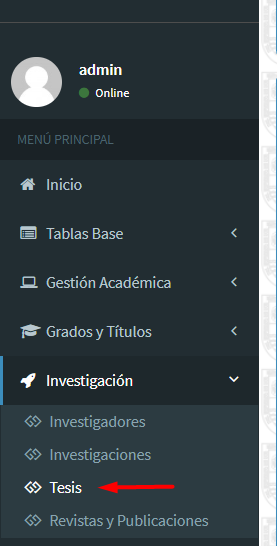 admin
Online
MENÚ PRINCIPAL
Inicio
Tablas Base
Gestión Académica
Grados y Títulos
Investigación
Investigadores
Investigaciones
Tesis
Revistas y Publicaciones